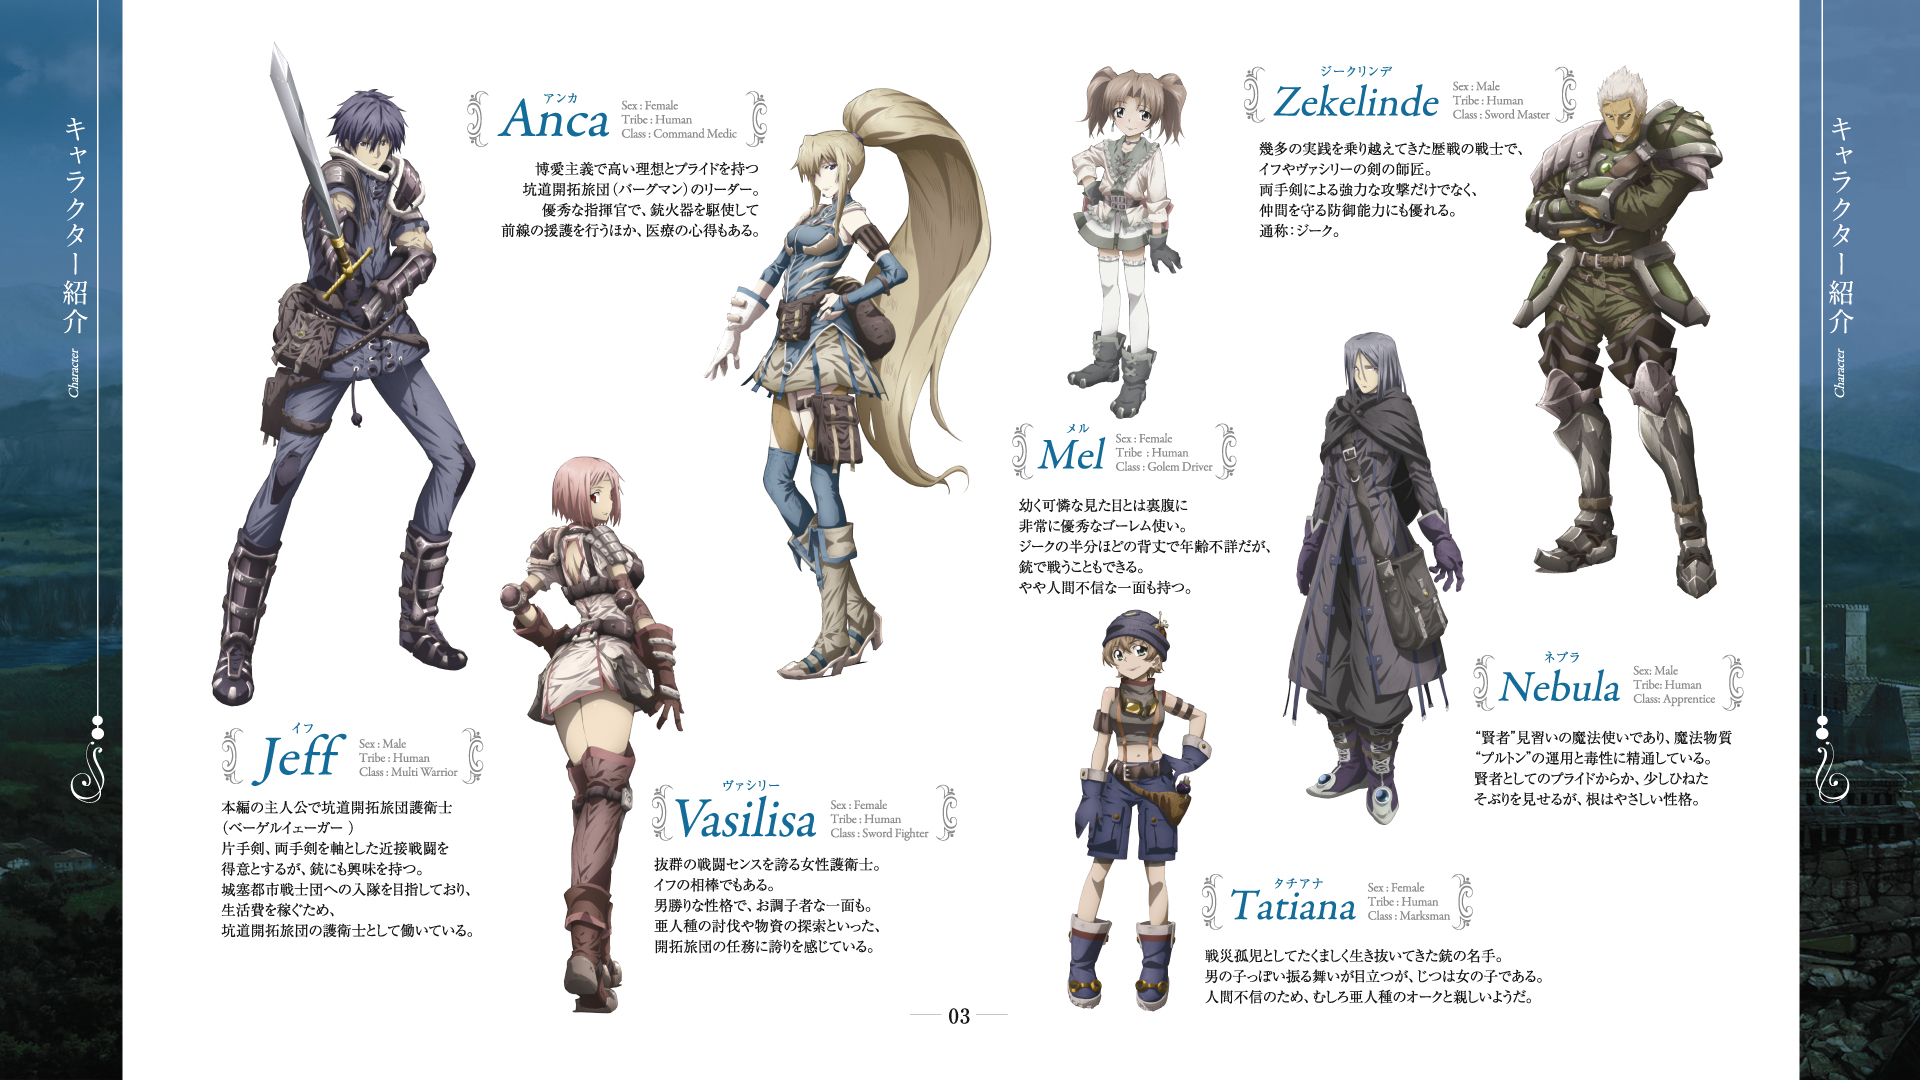 キャラクター紹介
Character
アンカ
Anca
Sex : Female
Tribe : Human
Class : Command Medic
博愛主義で高い理想とプライドを持つ
坑道開拓旅団（バーグマン）のリーダー。
優秀な指揮官で、銃火器を駆使して
前線の援護を行うほか、医療の心得もある。
イフ
Jeff
Sex : Male
Tribe : Human
Class : Multi Warrior
本編の主人公で坑道開拓旅団護衛士
（ベーゲルイェーガー ）
片手剣、両手剣を軸とした近接戦闘を
得意とするが、銃にも興味を持つ。
城塞都市戦士団への入隊を目指しており、
生活費を稼ぐため、
坑道開拓旅団の護衛士として働いている。
ヴァシリー
Vasilisa
Sex : Female
Tribe : Human
Class : Sword Fighter
抜群の戦闘センスを誇る女性護衛士。
イフの相棒でもある。
男勝りな性格で、お調子者な一面も。
亜人種の討伐や物資の探索といった、
開拓旅団の任務に誇りを感じている。
ジークリンデ
Zekelinde
Sex : Male
Tribe : Human
Class : Sword Master
幾多の実践を乗り越えてきた歴戦の戦士で、
イフやヴァシリーの剣の師匠。
両手剣による強力な攻撃だけでなく、
仲間を守る防御能力にも優れる。
通称：ジーク。
メル
Mel
Sex : Female
Tribe : Human
Class : Golem Driver
幼く可憐な見た目とは裏腹に
非常に優秀なゴーレム使い。
ジークの半分ほどの背丈で年齢不詳だが、
銃で戦うこともできる。
やや人間不信な一面も持つ。
ネブラ
Nebula
Sex: Male
Tribe: Human
Class: Apprentice
“賢者”見習いの魔法使いであり、魔法物質
“プルトン”の運用と毒性に精通している。
賢者としてのプライドからか、少しひねた
そぶりを見せるが、根はやさしい性格。
タチアナ
Tatiana
Sex : Female
Tribe : Human
Class : Marksman
戦災孤児としてたくましく生き抜いてきた銃の名手。
男の子っぽい振る舞いが目立つが、じつは女の子である。
人間不信のため、むしろ亜人種のオークと親しいようだ。
03
キャラクター紹介
Character